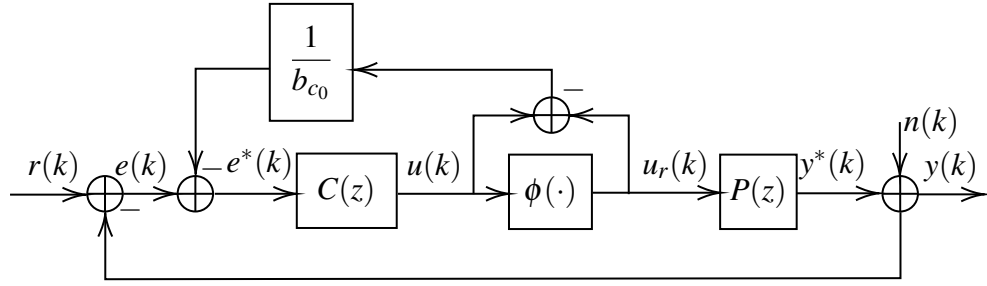 1
b_{c_0}
−
n(k)
r(k) e(k) − e*(k) C(z) u(k) ϕ(·) u_r(k) P(z) y*(k) y(k)
−